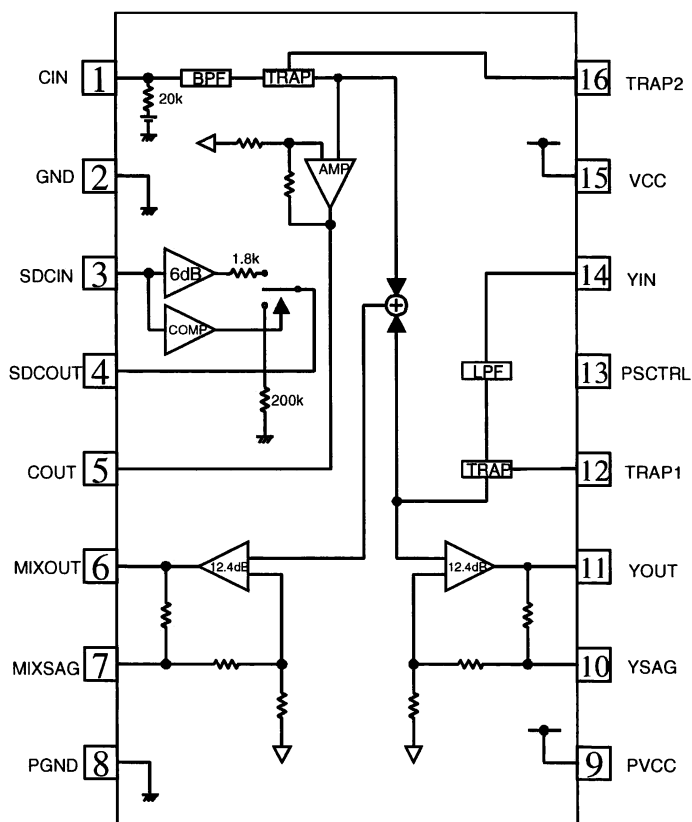 CIN 1 BPF TRAP 16 TRAP2
20k
GND 2 AMP 15 VCC
SDCIN 3 6dB 1.8k 14 YIN
COMP
SDCOUT 4 LPF 13 PSCTRL
200k
COUT 5 TRAP 12 TRAP1
MIXOUT 6 12.4dB 12.4dB 11 YOUT
MIXSAG 7 10 YSAG
PGND 8 9 PVCC